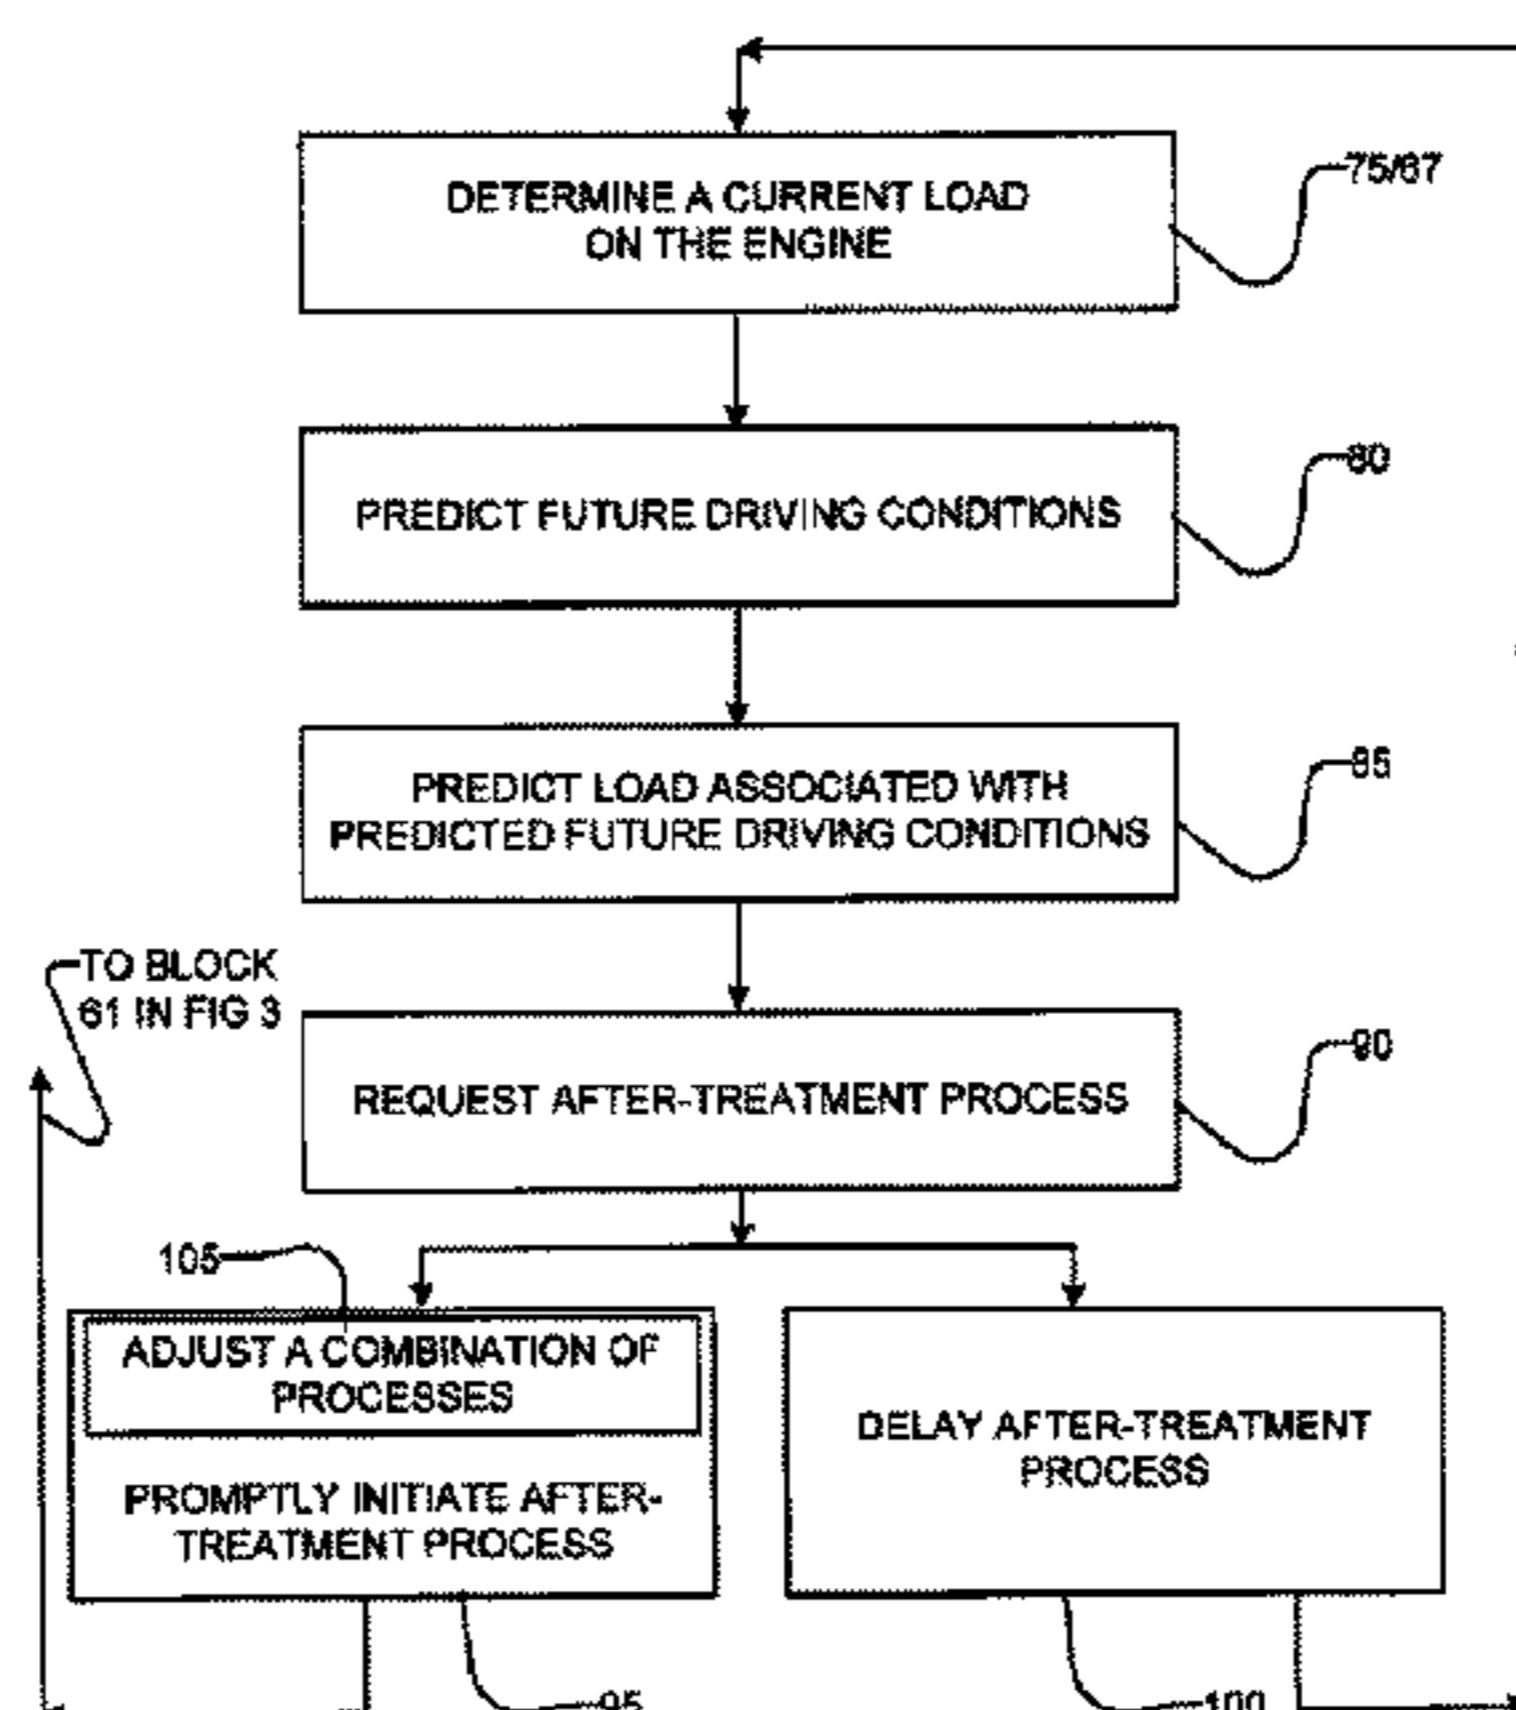 DETERMINE A CURRENT LOAD
ON THE ENGINE
75/67
PREDICT FUTURE DRIVING CONDITIONS
80
PREDICT LOAD ASSOCIATED WITH
PREDICTED FUTURE DRIVING CONDITIONS
85
TO BLOCK
61 IN FIG 3
REQUEST AFTER-TREATMENT PROCESS
90
105
ADJUST A COMBINATION OF
PROCESSES
PROMPTLY INITIATE AFTER-
TREATMENT PROCESS
DELAY AFTER-TREATMENT
PROCESS
95
100